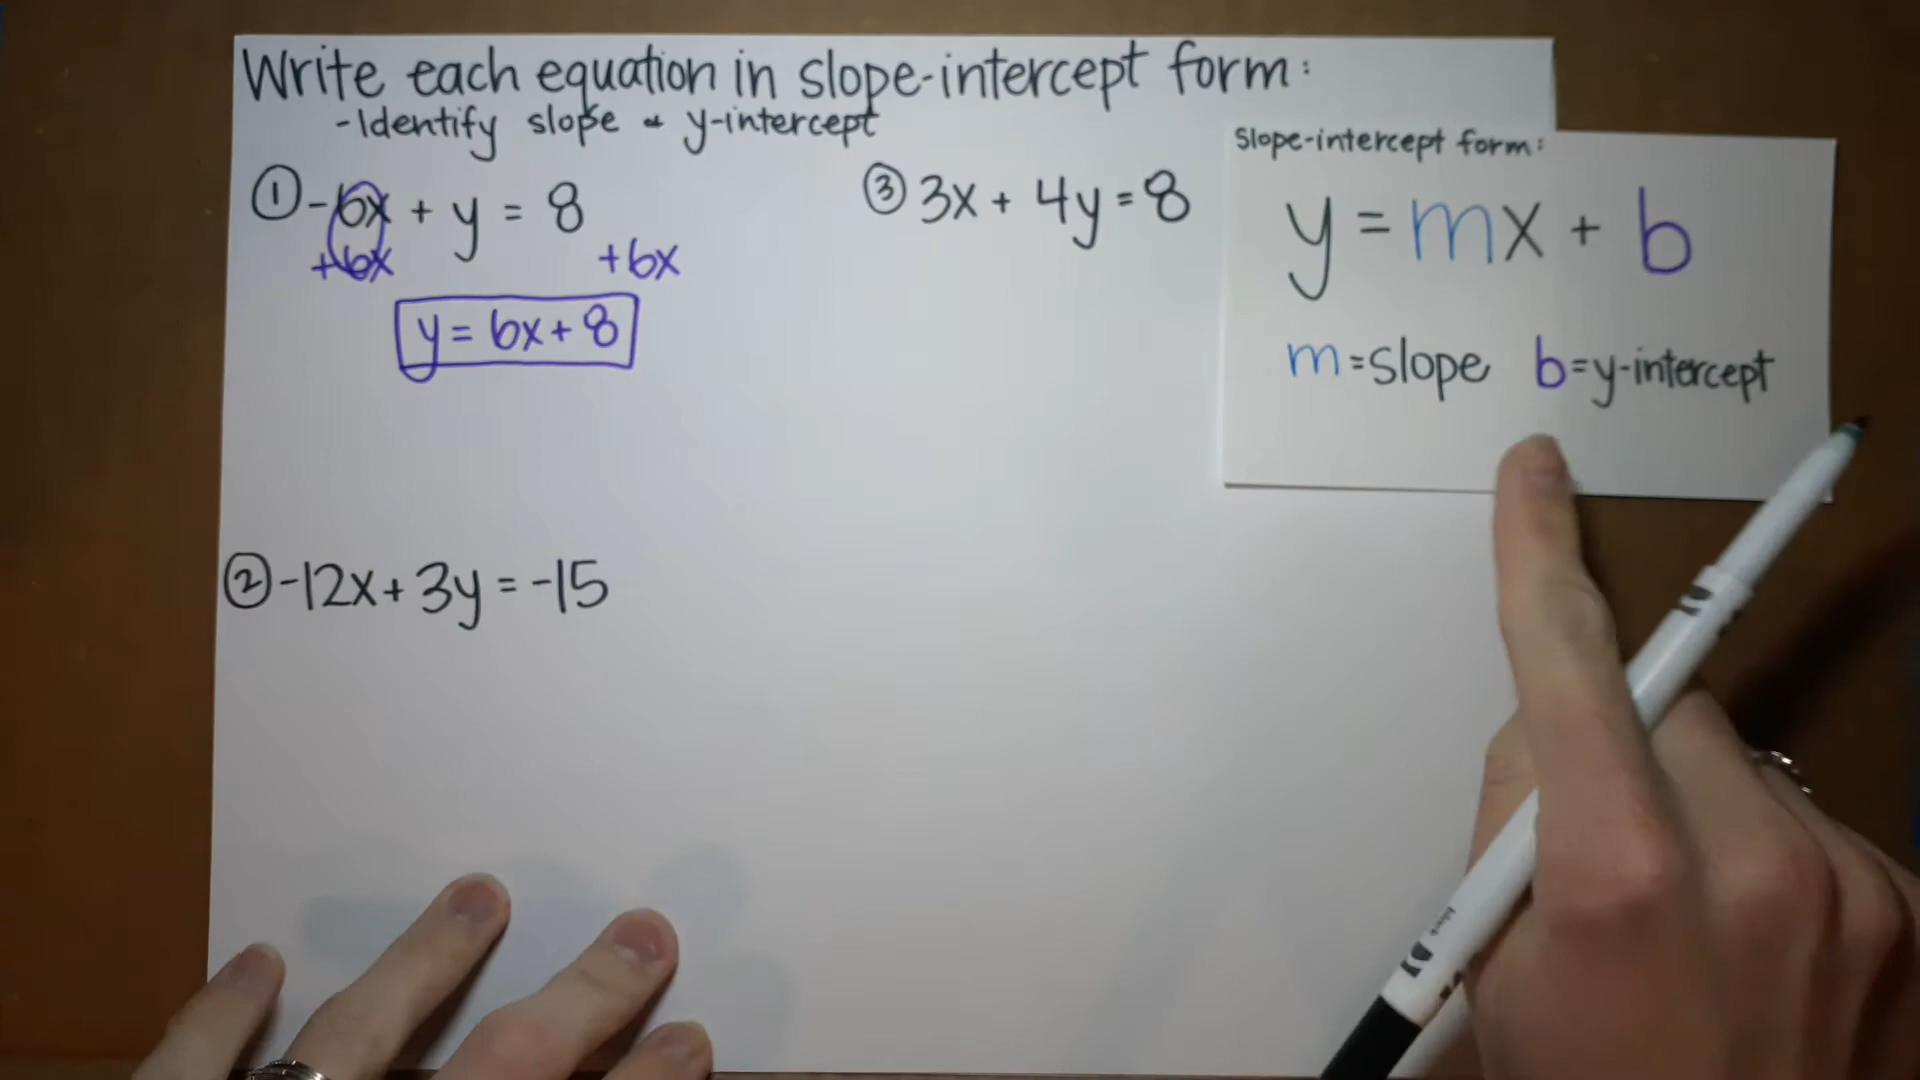 Write each equation in slope-intercept form:
-Identify slope & y-intercept
① -6x + y = 8
+6x +6x
y = 6x + 8
② -12x + 3y = -15
③ 3x + 4y = 8
Slope-intercept form:
y = mx + b
m = slope b = y-intercept